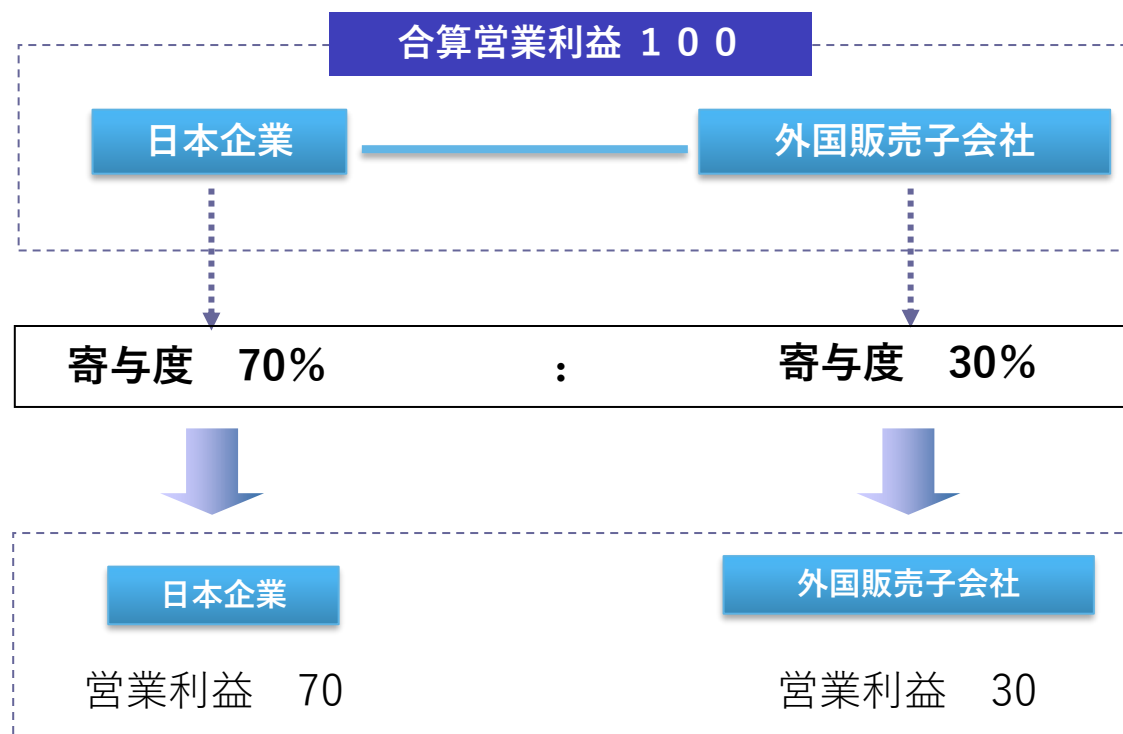 合算営業利益 １００
日本企業
外国販売子会社
寄与度　70%　：　寄与度　30%
日本企業
外国販売子会社
営業利益　70
営業利益　30